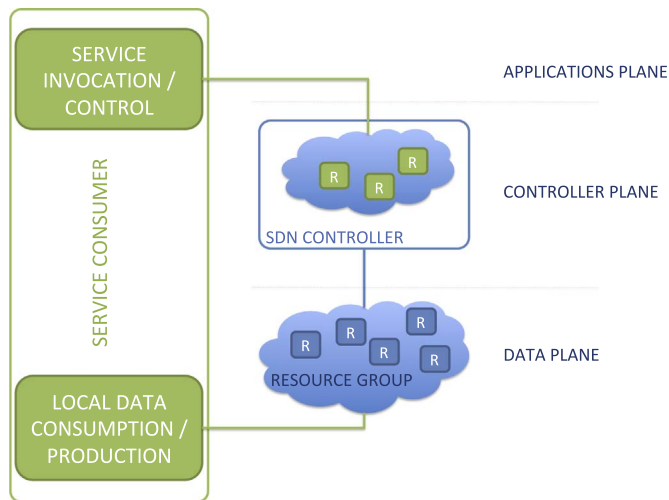 SERVICE
INVOCATION /
CONTROL
APPLICATIONS PLANE
R
R
R
SDN CONTROLLER
CONTROLLER PLANE
SERVICE CONSUMER
R
R
R
R
R
RESOURCE GROUP
DATA PLANE
LOCAL DATA
CONSUMPTION /
PRODUCTION